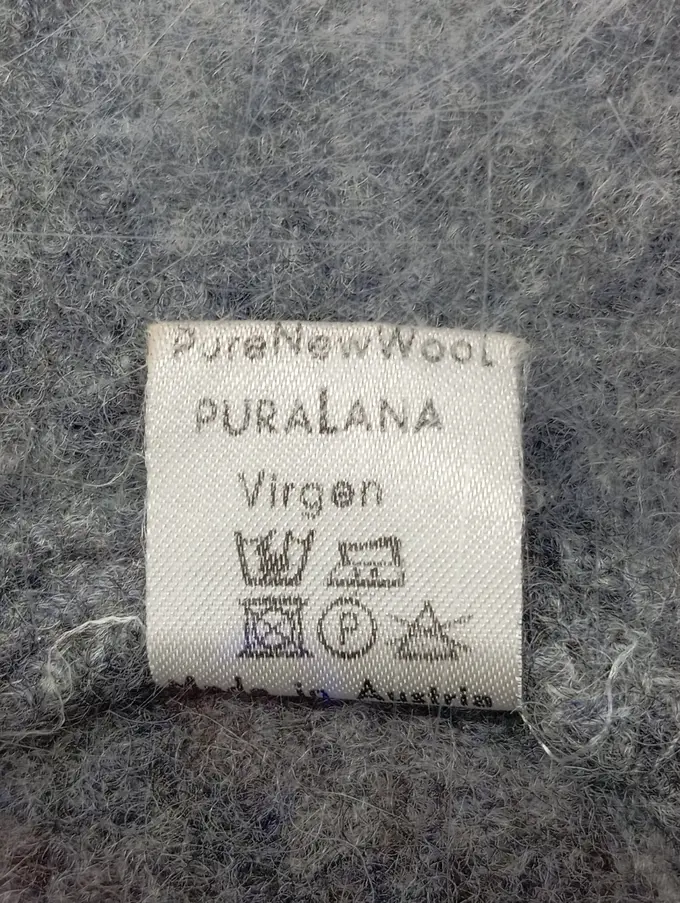 PureNewWool
PURALANA
Virgen
P
Made in Austria